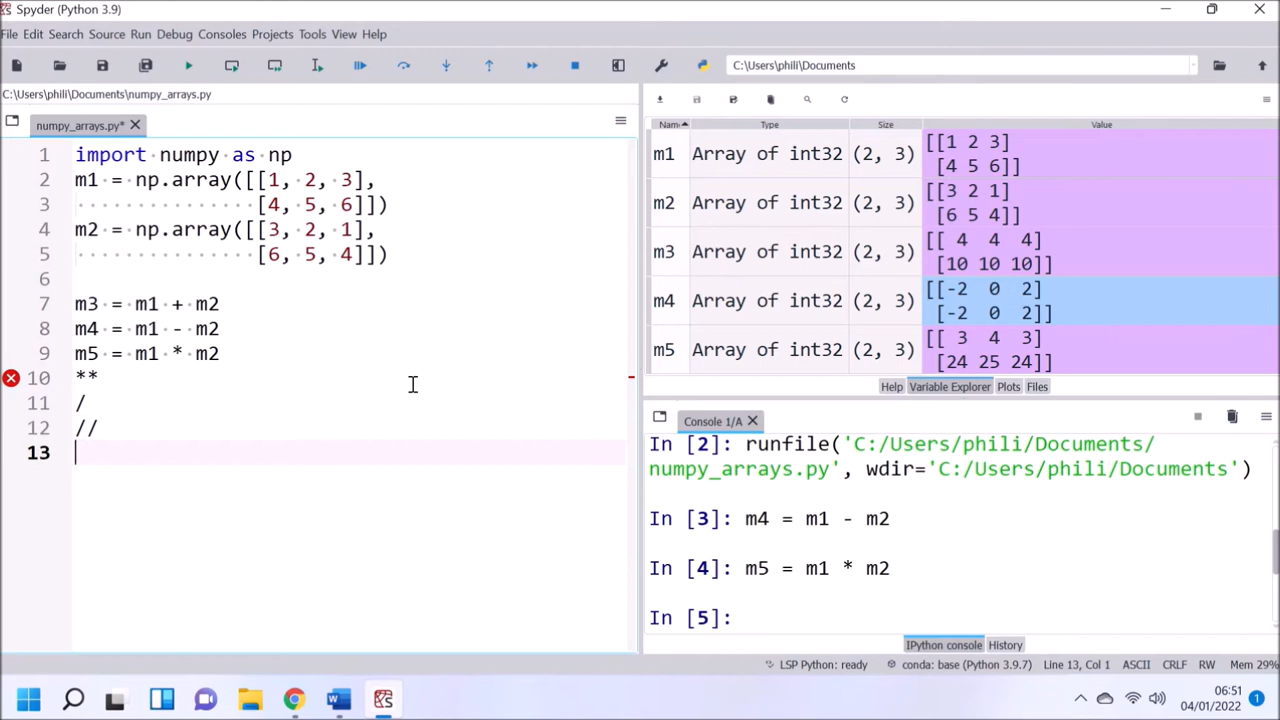 Spyder (Python 3.9)
File Edit Search Source Run Debug Consoles Projects Tools View Help
C:\Users\phili\Documents
C:\Users\phili\Documents\numpy_arrays.py
numpy_arrays.py*
1 import numpy as np
2 m1 = np.array([[1, 2, 3],
3 [4, 5, 6]])
4 m2 = np.array([[3, 2, 1],
5 [6, 5, 4]])
6
7 m3 = m1 + m2
8 m4 = m1 - m2
9 m5 = m1 * m2
10 **
11 /
12 //
13
Nam Type Size Value
m1 Array of int32 (2, 3) [[1 2 3]
[4 5 6]]
m2 Array of int32 (2, 3) [[3 2 1]
[6 5 4]]
m3 Array of int32 (2, 3) [[ 4 4 4]
[10 10 10]]
m4 Array of int32 (2, 3) [[-2 0 2]
[-2 0 2]]
m5 Array of int32 (2, 3) [[ 3 4 3]
[24 25 24]]
Help Variable Explorer Plots Files
Console 1/A
In [2]: runfile('C:/Users/phili/Documents/
numpy_arrays.py', wdir='C:/Users/phili/Documents')
In [3]: m4 = m1 - m2
In [4]: m5 = m1 * m2
In [5]:
IPython console History
LSP Python: ready conda: base (Python 3.9.7) Line 13, Col 1 ASCII CRLF RW Mem 29%
06:51
04/01/2022
1